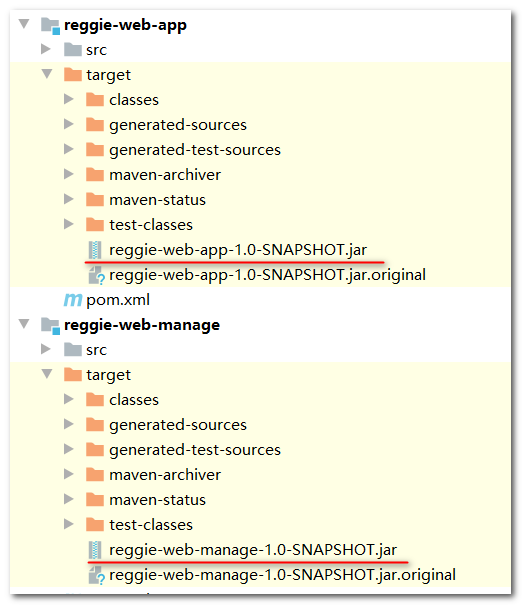 reggie-web-app
src
target
classes
generated-sources
generated-test-sources
maven-archiver
maven-status
test-classes
reggie-web-app-1.0-SNAPSHOT.jar
reggie-web-app-1.0-SNAPSHOT.jar.original
pom.xml
reggie-web-manage
src
target
classes
generated-sources
generated-test-sources
maven-archiver
maven-status
test-classes
reggie-web-manage-1.0-SNAPSHOT.jar
reggie-web-manage-1.0-SNAPSHOT.jar.original